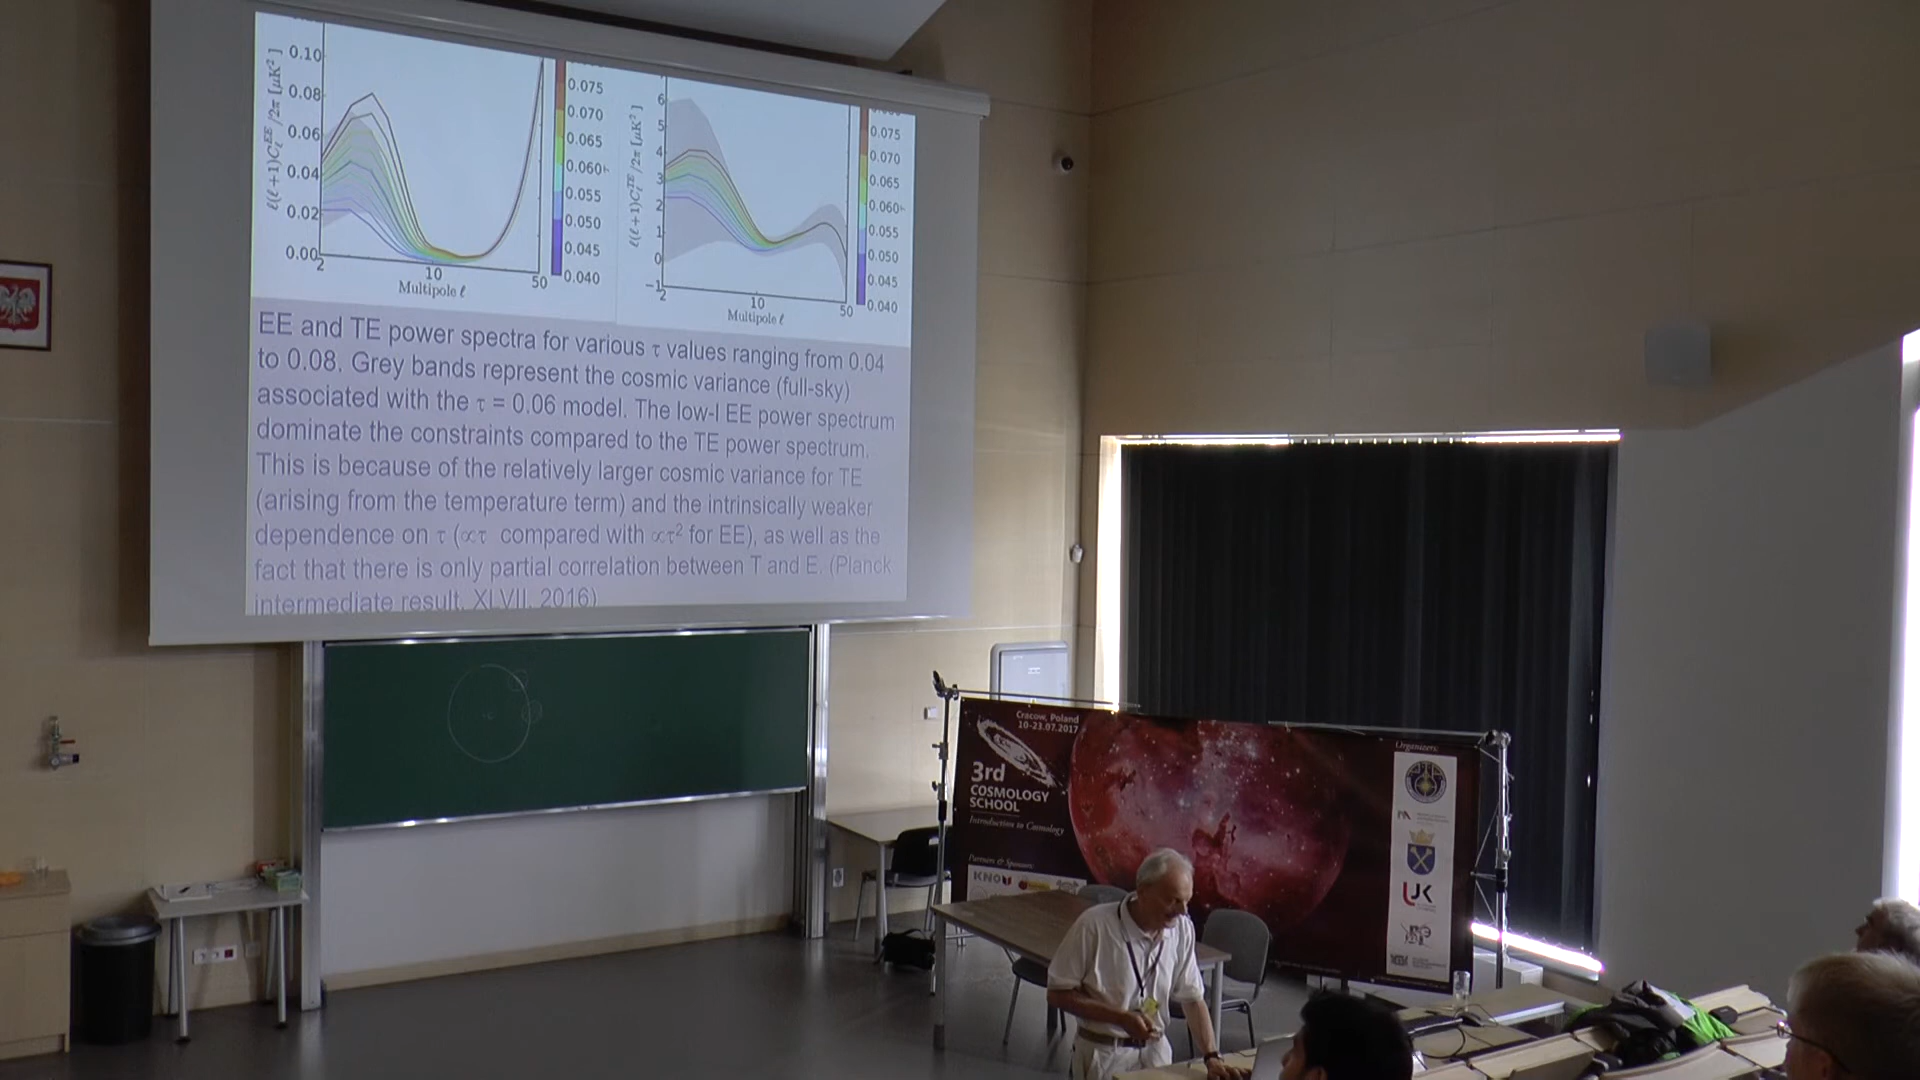 0.10
0.08
0.06
0.04
0.02
0.00
2
10
50
Multipole ℓ
ℓ(ℓ+1)C_ℓ^EE/2π [μK²]
0.075
0.070
0.065
0.060
0.055
0.050
0.045
0.040
τ
6
5
4
3
2
1
0
−1
2
10
50
Multipole ℓ
ℓ(ℓ+1)C_ℓ^TE/2π [μK²]
0.075
0.070
0.065
0.060
0.055
0.050
0.045
0.040
τ
EE and TE power spectra for various τ values ranging from 0.04
to 0.08. Grey bands represent the cosmic variance (full-sky)
associated with the τ = 0.06 model. The low-l EE power spectrum
dominate the constraints compared to the TE power spectrum.
This is because of the relatively larger cosmic variance for TE
(arising from the temperature term) and the intrinsically weaker
dependence on τ (∝τ compared with ∝τ² for EE), as well as the
fact that there is only partial correlation between T and E. (Planck
intermediate result. XLVII. 2016)
Cracow, Poland
10-23.07.2017
3rd
COSMOLOGY
SCHOOL
Introduction to Cosmology
Partners & Sponsors:
KNOW
Organizers:
UJK